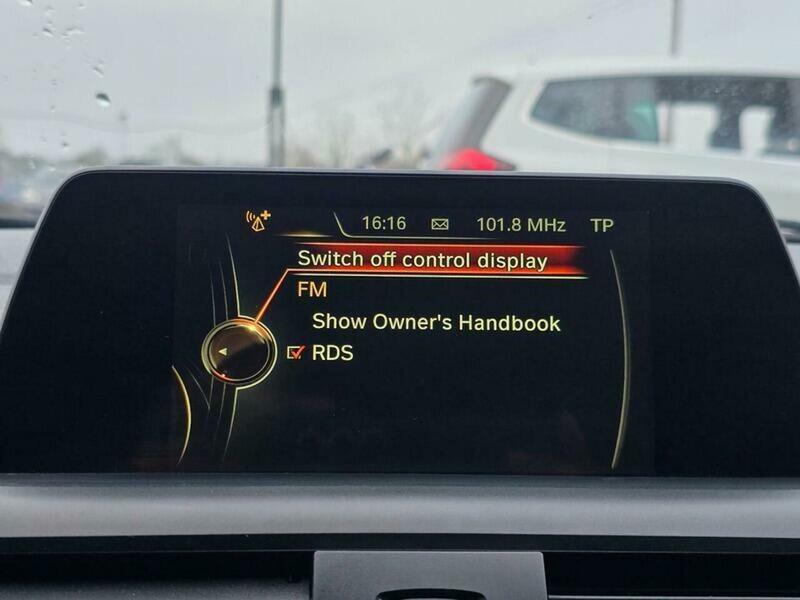 16:16 101.8 MHz TP
Switch off control display
FM
Show Owner's Handbook
RDS